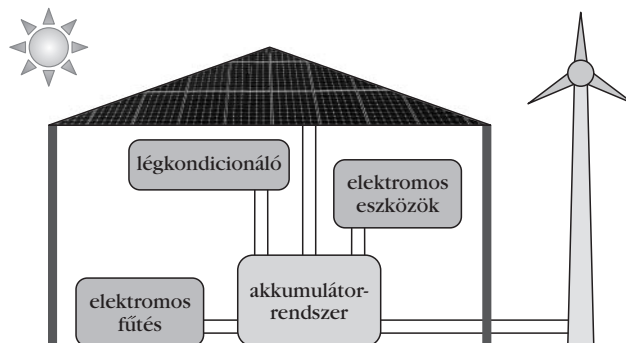 légkondicionáló
elektromos
eszközök
akkumulátor-
rendszer
elektromos
fűtés